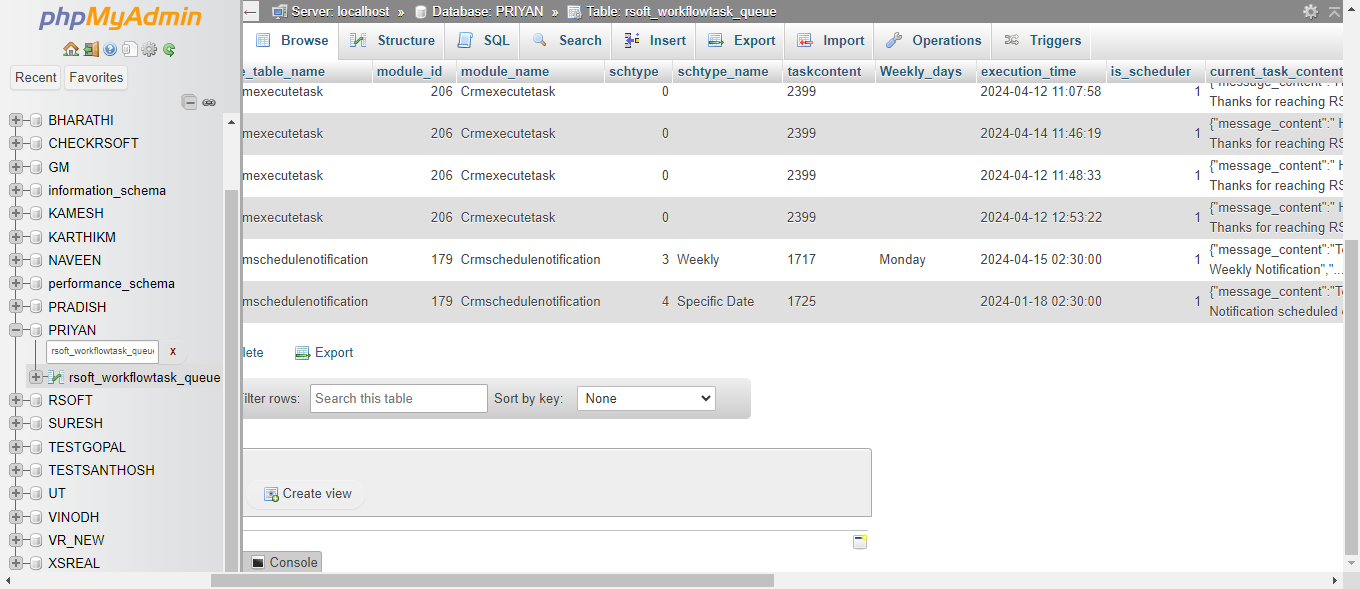 phpMyAdmin
Recent
Favorites
BHARATHI
CHECKRSOFT
GM
information_schema
KAMESH
KARTHIKM
NAVEEN
performance_schema
PRADISH
PRIYAN
rsoft_workflowtask_queue
x
rsoft_workflowtask_queue
RSOFT
SURESH
TESTGOPAL
TESTSANTHOSH
UT
VINODH
VR_NEW
XSREAL
Server: localhost » Database: PRIYAN » Table: rsoft_workflowtask_queue
Browse Structure SQL Search Insert Export Import Operations Triggers
e_table_name module_id module_name schtype schtype_name taskcontent Weekly_days execution_time is_scheduler current_task_content
mexecutetask 206 Crmexecutetask 0 2399 2024-04-12 11:07:58 1
Thanks for reaching RS
mexecutetask 206 Crmexecutetask 0 2399 2024-04-14 11:46:19 1 {"message_content":" H
Thanks for reaching RS
mexecutetask 206 Crmexecutetask 0 2399 2024-04-12 11:48:33 1 {"message_content":" H
Thanks for reaching RS
mexecutetask 206 Crmexecutetask 0 2399 2024-04-12 12:53:22 1 {"message_content":" H
Thanks for reaching RS
mschedulenotification 179 Crmschedulenotification 3 Weekly 1717 Monday 2024-04-15 02:30:00 1 {"message_content":"Te
Weekly Notification","...
mschedulenotification 179 Crmschedulenotification 4 Specific Date 1725 2024-01-18 02:30:00 1 {"message_content":"Te
Notification scheduled
lete Export
ilter rows: Search this table Sort by key: None
Create view
Console